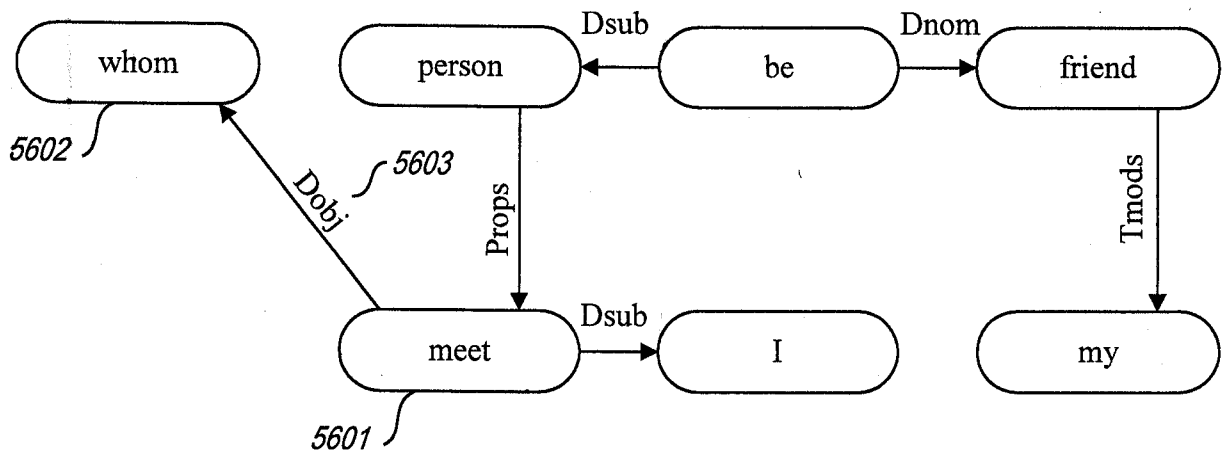 Dsub Dnom
whom person be friend
5602 5603
Dobj Props Tmods
Dsub
meet I my
5601